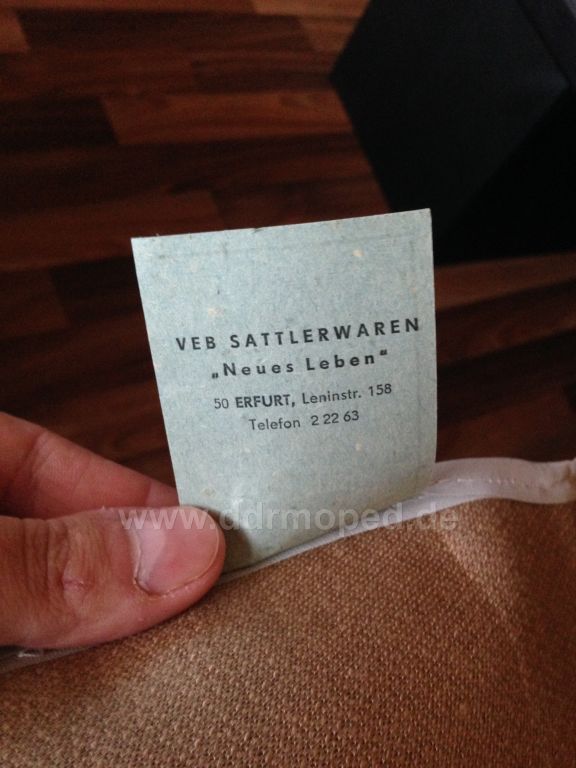 VEB SATTLERWAREN
„Neues Leben“
50 ERFURT, Leninstr. 158
Telefon 2 22 63
www.ddrmoped.de